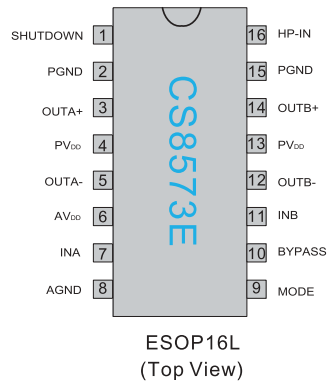 SHUTDOWN 1 16 HP-IN
PGND 2 15 PGND
OUTA+ 3 14 OUTB+
PVDD 4 13 PVDD
OUTA- 5 12 OUTB-
AVDD 6 11 INB
INA 7 10 BYPASS
AGND 8 9 MODE
CS8573E
ESOP16L
(Top View)